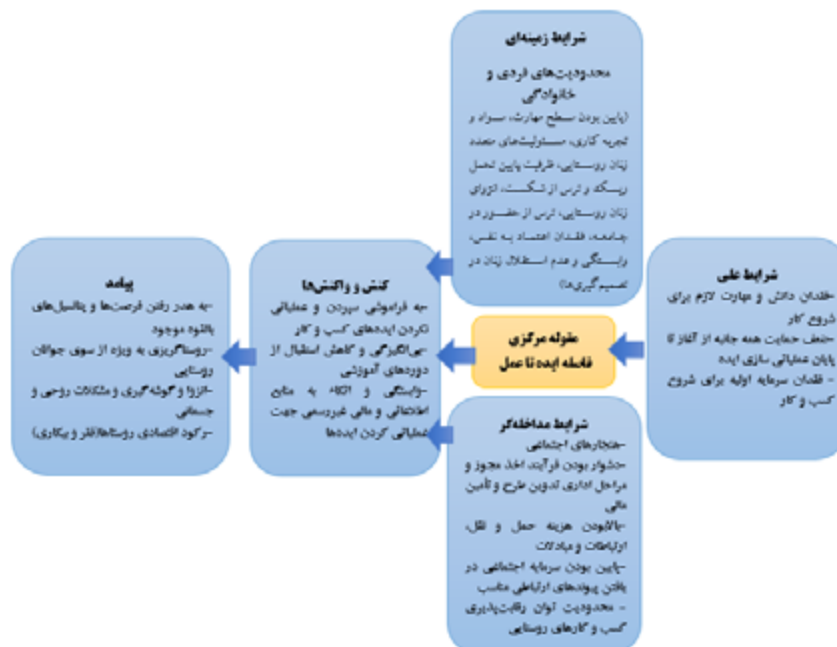 شرایط زمینه‌ای
محدودیت‌های فردی و
خانوادگی
(پایین بودن سطح مهارت، سواد و
تجربه کاری، مسئولیت‌های متعدد
زنان روستایی، ظرفیت پایین تحمل
ریسک و ترس از شکست، انزوای
زنان روستایی، ترس از حضور در
جامعه، فقدان اعتماد به نفس،
وابستگی و عدم استقلال زنان در
تصمیم‌گیری‌ها)
شرایط علی
-فقدان دانش و مهارت لازم برای
شروع کار
-ضعف حمایت همه جانبه از آغاز تا
پایان عملیاتی سازی ایده
- فقدان سرمایه اولیه برای شروع
کسب و کار
مقوله مرکزی
فاصله ایده تا عمل
شرایط مداخله‌گر
-هنجارهای اجتماعی
-دشوار بودن فرآیند اخذ مجوز و
مراحل اداری تدوین طرح و تأمین
مالی
-بالابودن هزینه حمل و نقل،
ارتباطات و مبادلات
-پایین بودن سرمایه اجتماعی در
یافتن پیوندهای ارتباطی مناسب
- محدودیت توان رقابت‌پذیری
کسب و کارهای روستایی
کنش و واکنش‌ها
-به فراموشی سپردن و عملیاتی
نکردن ایده‌های کسب و کار
-بی‌انگیزگی و کاهش استقبال از
دوره‌های آموزشی
-وابستگی و اتکاء به منابع
اطلاعاتی و مالی غیررسمی جهت
عملیاتی کردن ایده‌ها
پیامد
-به هدر رفتن فرصت‌ها و پتانسیل‌های
بالقوه موجود
-روستاگریزی به ویژه از سوی جوانان
روستایی
-انزوا و گوشه‌گیری و مشکلات روحی و
جسمانی
-رکود اقتصادی روستاها(فقر و بیکاری)